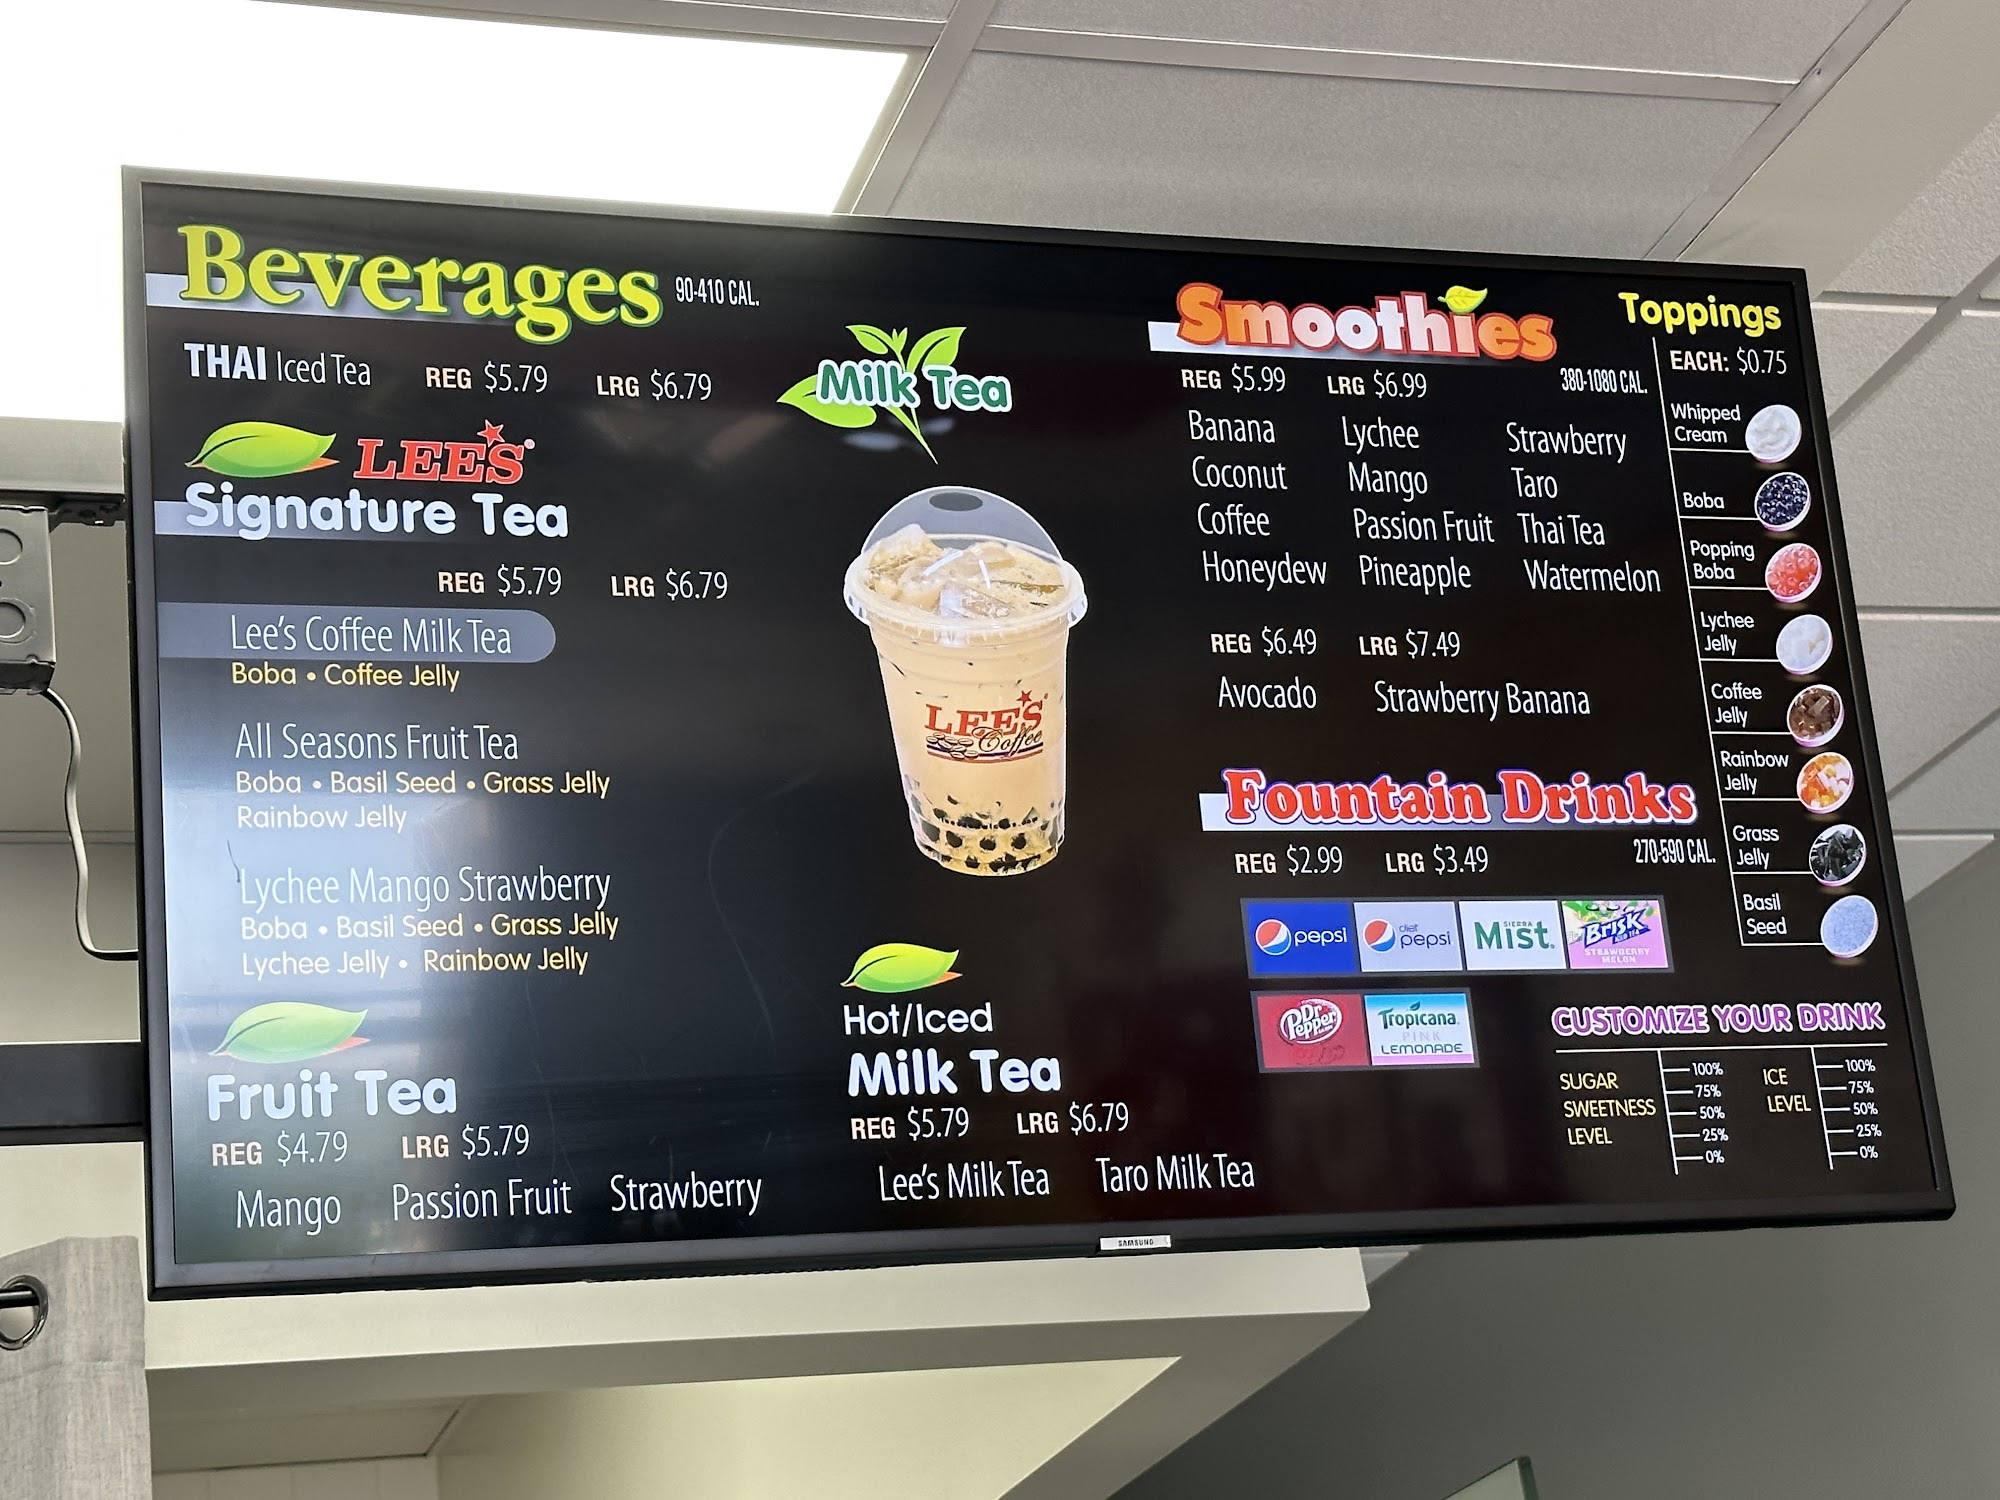 Beverages 90-410 CAL.
THAI Iced Tea REG $5.79 LRG $6.79
LEE'S®
Signature Tea
REG $5.79 LRG $6.79
Lee's Coffee Milk Tea
Boba • Coffee Jelly
All Seasons Fruit Tea
Boba • Basil Seed • Grass Jelly
Rainbow Jelly
Lychee Mango Strawberry
Boba • Basil Seed • Grass Jelly
Lychee Jelly • Rainbow Jelly
Fruit Tea
REG $4.79 LRG $5.79
Mango Passion Fruit Strawberry
Milk Tea
LEE'S
Coffee
Hot/Iced
Milk Tea
REG $5.79 LRG $6.79
Lee's Milk Tea Taro Milk Tea
Smoothies
REG $5.99 LRG $6.99 380-1080 CAL.
Banana Lychee Strawberry
Coconut Mango Taro
Coffee Passion Fruit Thai Tea
Honeydew Pineapple Watermelon
REG $6.49 LRG $7.49
Avocado Strawberry Banana
Fountain Drinks
REG $2.99 LRG $3.49 270-590 CAL.
pepsi
diet
pepsi
SIERRA
Mist
Brisk
ICED TEA
STRAWBERRY
MELON
Dr
Pepper
Tropicana
PINK
LEMONADE
Toppings
EACH: $0.75
Whipped
Cream
Boba
Popping
Boba
Lychee
Jelly
Coffee
Jelly
Rainbow
Jelly
Grass
Jelly
Basil
Seed
CUSTOMIZE YOUR DRINK
SUGAR
SWEETNESS
LEVEL
100%
75%
50%
25%
0%
ICE
LEVEL
100%
75%
50%
25%
0%
SAMSUNG